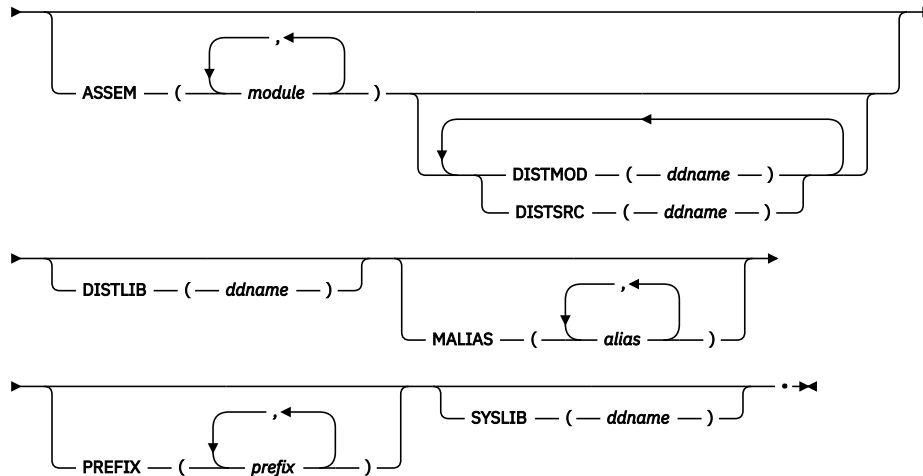 ,
ASSEM ( module )
,
DISTMOD ( ddname )
DISTSRC ( ddname )
DISTLIB ( ddname )
,
MALIAS ( alias )
,
PREFIX ( prefix )
SYSLIB ( ddname )
.